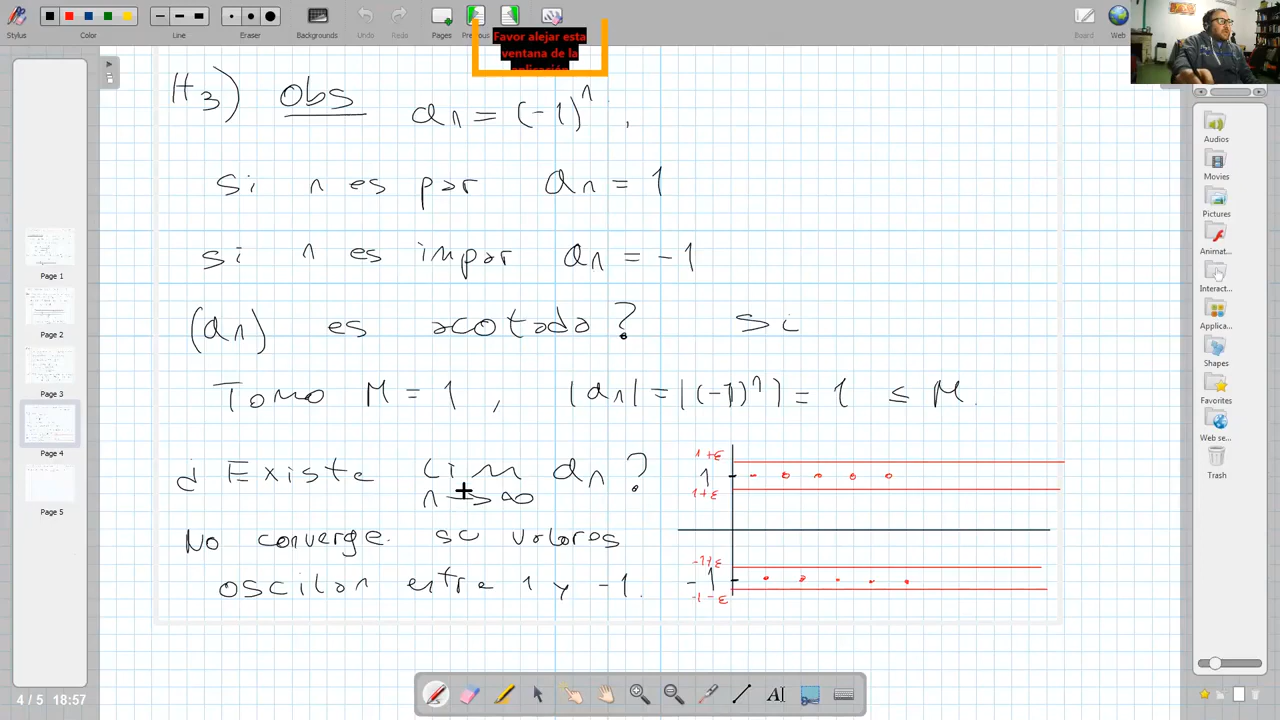 Stylus
Color
Eraser
Backgrounds
Undo
Redo
Pages
Next
Board
Web
Favor alejar esta
ventana de la
H3) Obs an = (-1)^n.
si n es par an = 1
si n es impar an = -1
(an) es acotada? Si
Tomo M = 1, |an| = |(-1)^n| = 1 ≤ M.
¿Existe Lim an?
n → ∞
No converge. sc valores
oscilan entre 1 y -1.
1+ε
1
1+ε
-1+ε
-1
-1-ε
Page 1
Page 2
Page 3
Page 4
Page 5
4 / 5 18:57
Audios
Movies
Pictures
Animat...
Interact...
Applica...
Shapes
Favorites
Web se...
Trash